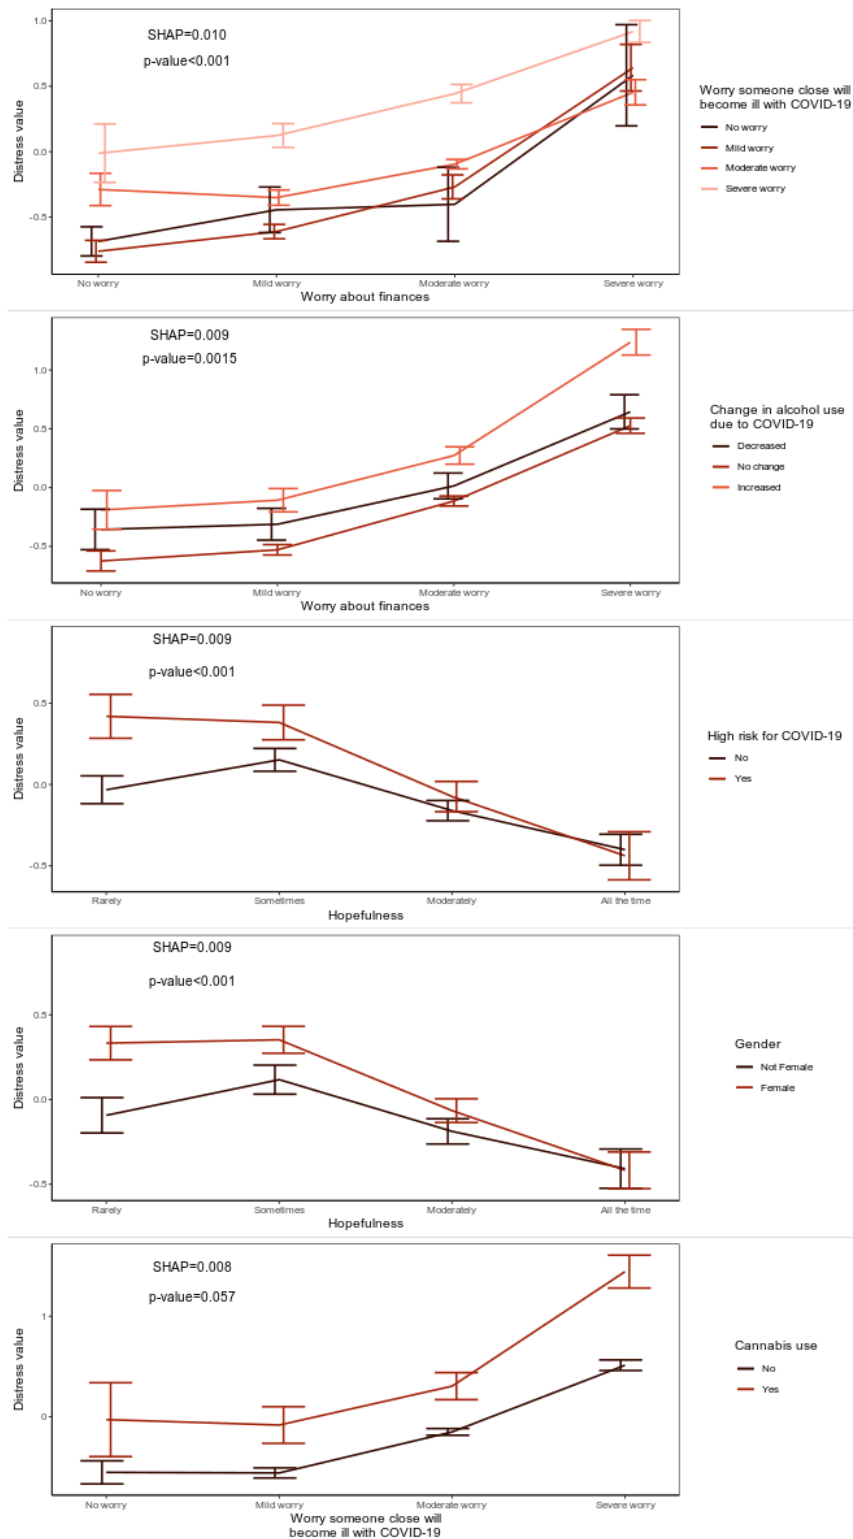 SHAP=0.010
p-value<0.001
1.0
0.5
0.0
-0.5
Distress value
No worry
Mild worry
Moderate worry
Severe worry
Worry about finances
Worry someone close will
become ill with COVID-19
No worry
Mild worry
Moderate worry
Severe worry
SHAP=0.009
p-value=0.0015
1.0
0.5
0.0
-0.5
Distress value
No worry
Mild worry
Moderate worry
Severe worry
Worry about finances
Change in alcohol use
due to COVID-19
Decreased
No change
Increased
SHAP=0.009
p-value<0.001
0.5
0.0
-0.5
Distress value
Rarely
Sometimes
Moderately
All the time
Hopefulness
High risk for COVID-19
No
Yes
SHAP=0.009
p-value<0.001
0.5
0.0
-0.5
Distress value
Rarely
Sometimes
Moderately
All the time
Hopefulness
Gender
Not Female
Female
SHAP=0.008
p-value=0.057
1
0
Distress value
No worry
Mild worry
Moderate worry
Severe worry
Worry someone close will
become ill with COVID-19
Cannabis use
No
Yes